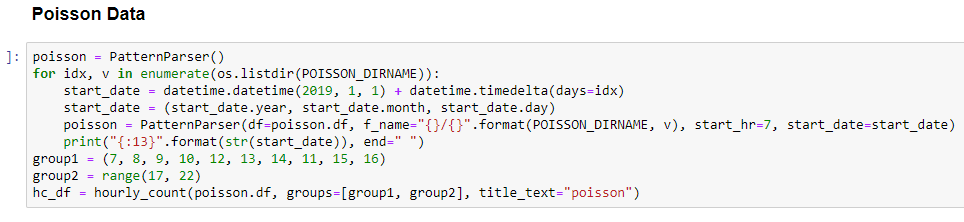 Poisson Data
]: poisson = PatternParser()
for idx, v in enumerate(os.listdir(POISSON_DIRNAME)):
    start_date = datetime.datetime(2019, 1, 1) + datetime.timedelta(days=idx)
    start_date = (start_date.year, start_date.month, start_date.day)
    poisson = PatternParser(df=poisson.df, f_name="{}/{}".format(POISSON_DIRNAME, v), start_hr=7, start_date=start_date)
    print("{:13}".format(str(start_date)), end=" ")
group1 = (7, 8, 9, 10, 12, 13, 14, 11, 15, 16)
group2 = range(17, 22)
hc_df = hourly_count(poisson.df, groups=[group1, group2], title_text="poisson")